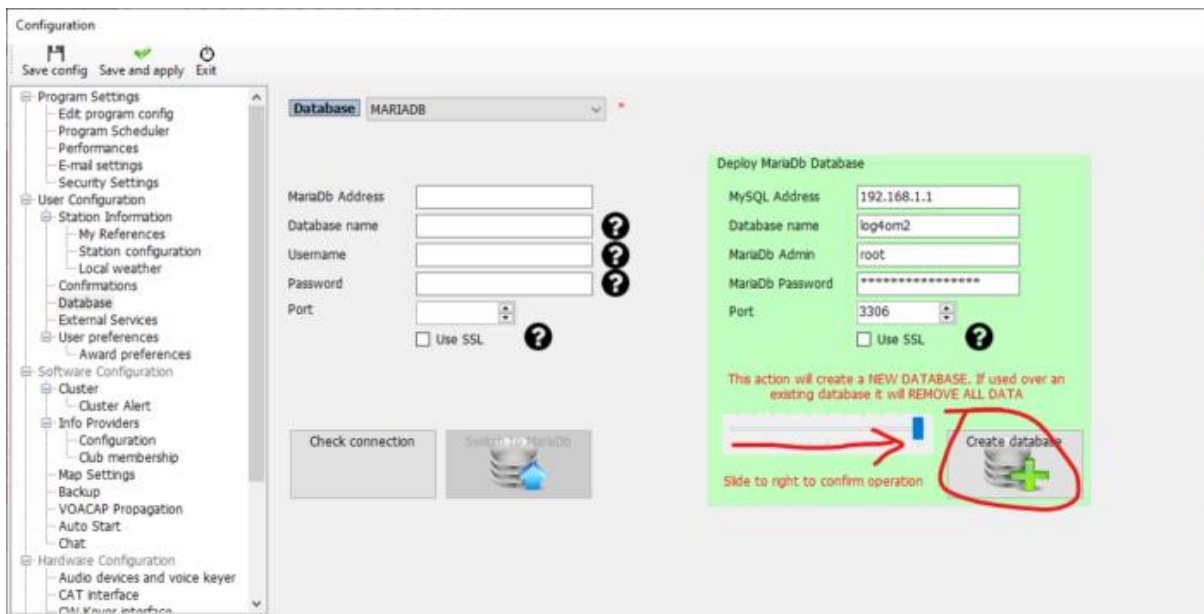 Configuration
Save config Save and apply Exit
Program Settings
Edit program config
Program Scheduler
Performances
E-mail settings
Security Settings
User Configuration
Station Information
My References
Station configuration
Local weather
Confirmations
Database
External Services
User preferences
Award preferences
Software Configuration
Cluster
Cluster Alert
Info Providers
Configuration
Club membership
Map Settings
Backup
VOACAP Propagation
Auto Start
Chat
Hardware Configuration
Audio devices and voice keyer
CAT interface
CW Keyer interface
Database MARIADB *
MariaDb Address
Database name ?
Username ?
Password ?
Port
Use SSL ?
Check connection
Switch to MariaDb
Deploy MariaDb Database
MySQL Address 192.168.1.1
Database name log4om2
MariaDb Admin root
MariaDb Password ****************
Port 3306
Use SSL ?
This action will create a NEW DATABASE. If used over an
existing database it will REMOVE ALL DATA
Create database
Slide to right to confirm operation